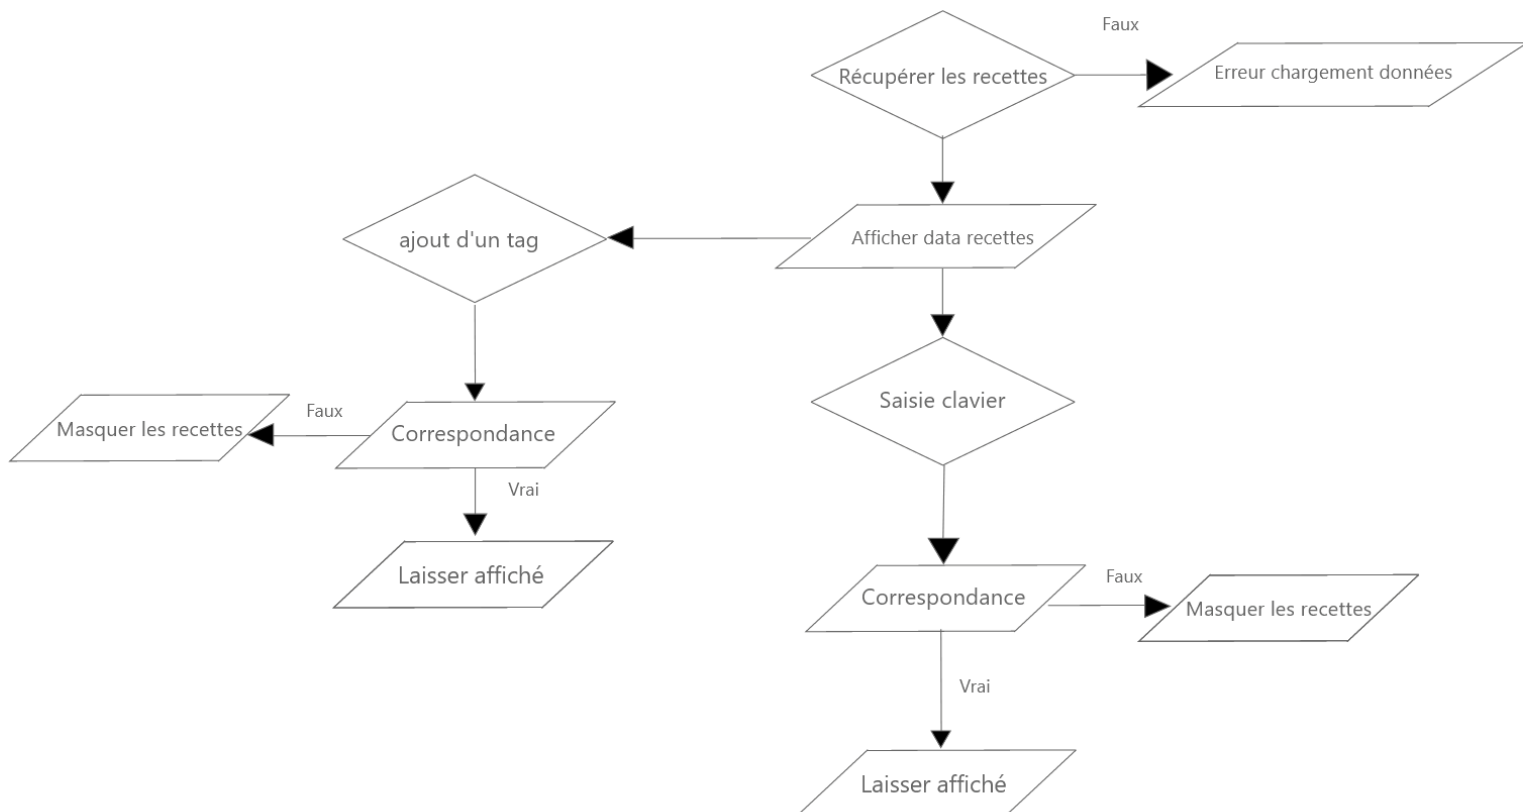 Faux
Récupérer les recettes
Erreur chargement données
ajout d'un tag
Afficher data recettes
Saisie clavier
Faux
Masquer les recettes
Correspondance
Vrai
Laisser affiché
Correspondance
Faux
Masquer les recettes
Vrai
Laisser affiché